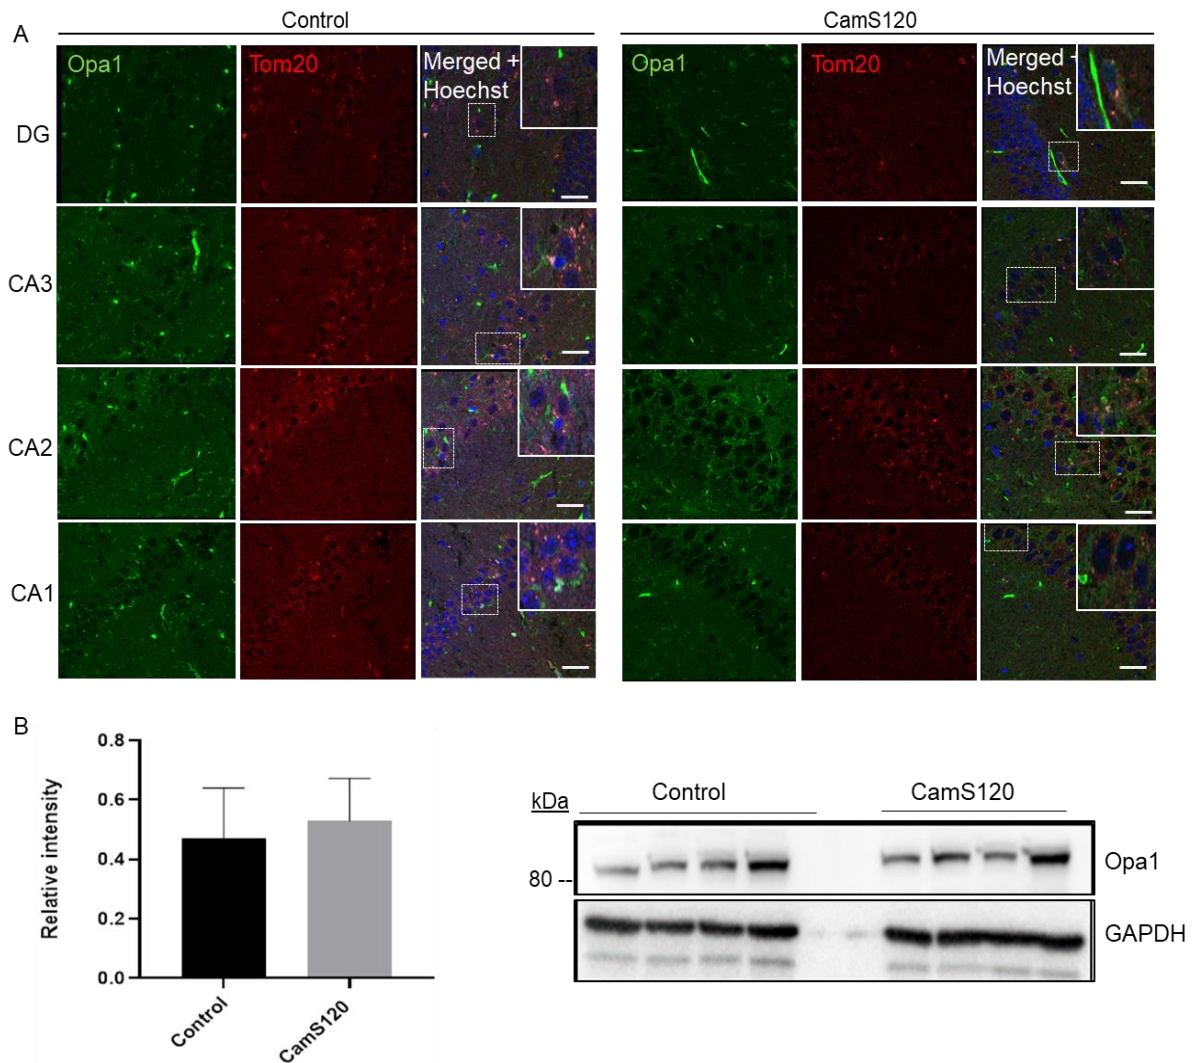 A
Control
CamS120
Opa1
Tom20
Merged +
Hoechst
Opa1
Tom20
Merged +
Hoechst
DG
CA3
CA2
CA1
B
Relative intensity
0.8
0.6
0.4
0.2
0.0
Control
CamS120
kDa
Control
CamS120
80 --
Opa1
GAPDH